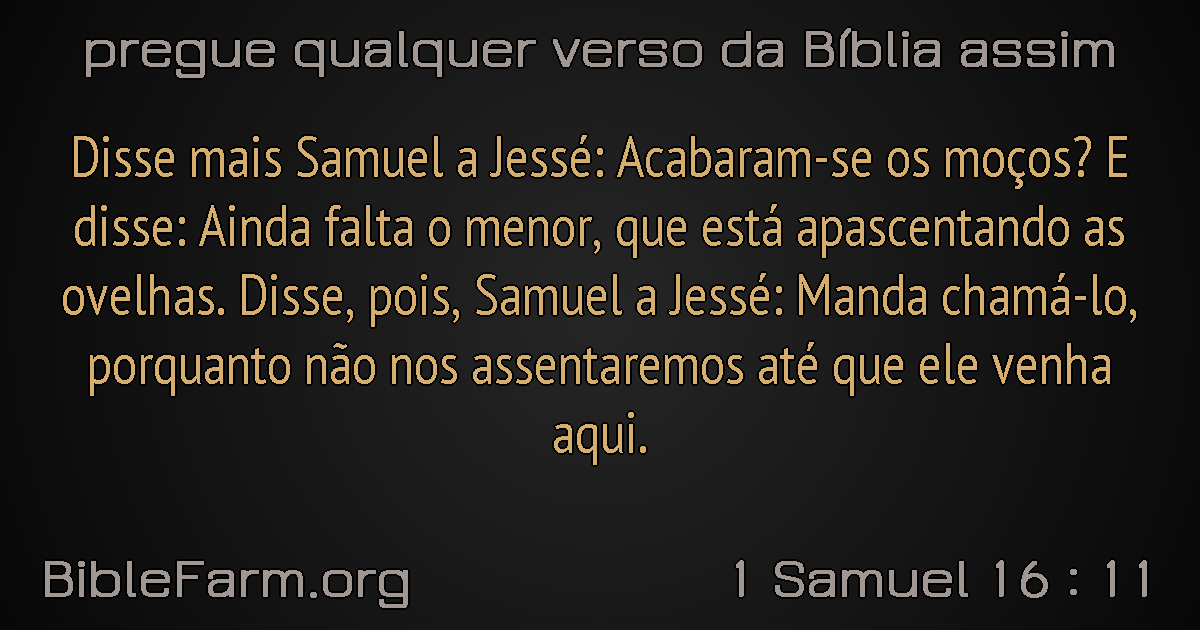 pregue qualquer verso da Bíblia assim
Disse mais Samuel a Jessé: Acabaram-se os moços? E
disse: Ainda falta o menor, que está apascentando as
ovelhas. Disse, pois, Samuel a Jessé: Manda chamá-lo,
porquanto não nos assentaremos até que ele venha
aqui.
BibleFarm.org
1 Samuel 16 : 11